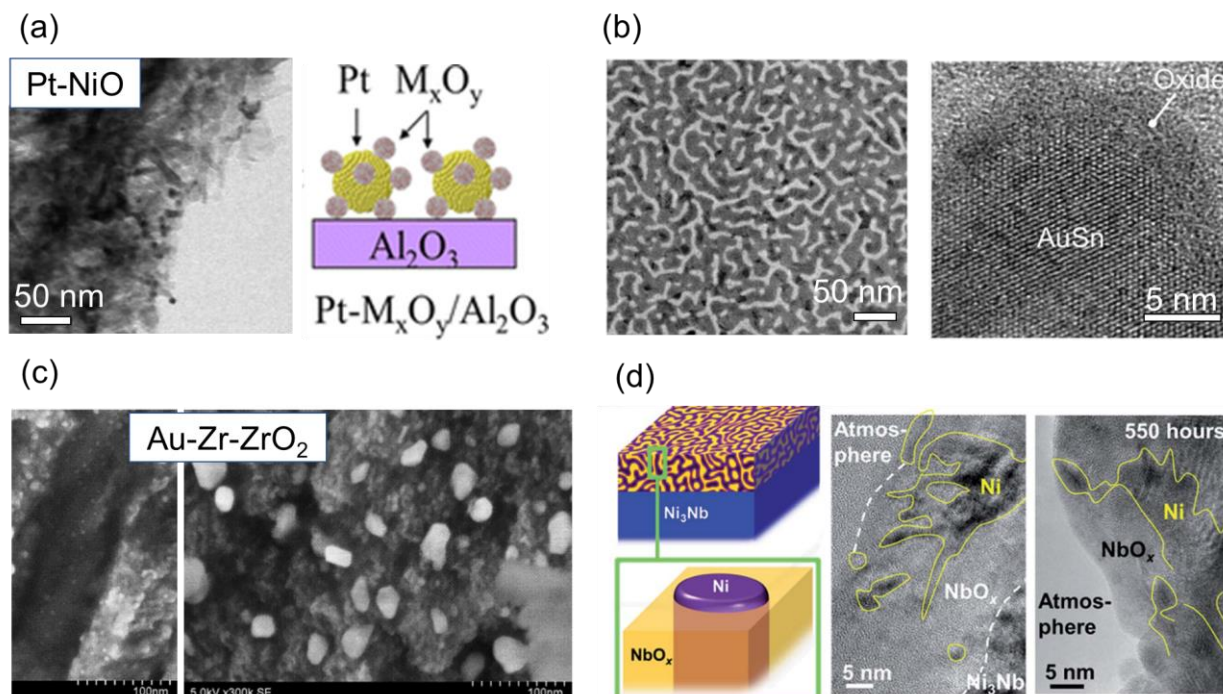 (a)
Pt-NiO
50 nm
Pt MₓOᵧ
Al₂O₃
Pt-MₓOᵧ/Al₂O₃
(b)
50 nm
Oxide
AuSn
5 nm
(c)
Au-Zr-ZrO₂
100nm
5.0kV x300k SE
100nm
(d)
Ni₃Nb
Ni
NbOₓ
Atmos-
phere
Ni
NbOₓ
5 nm
Ni₃Nb
550 hours
Ni
NbOₓ
Atmos-
phere
5 nm